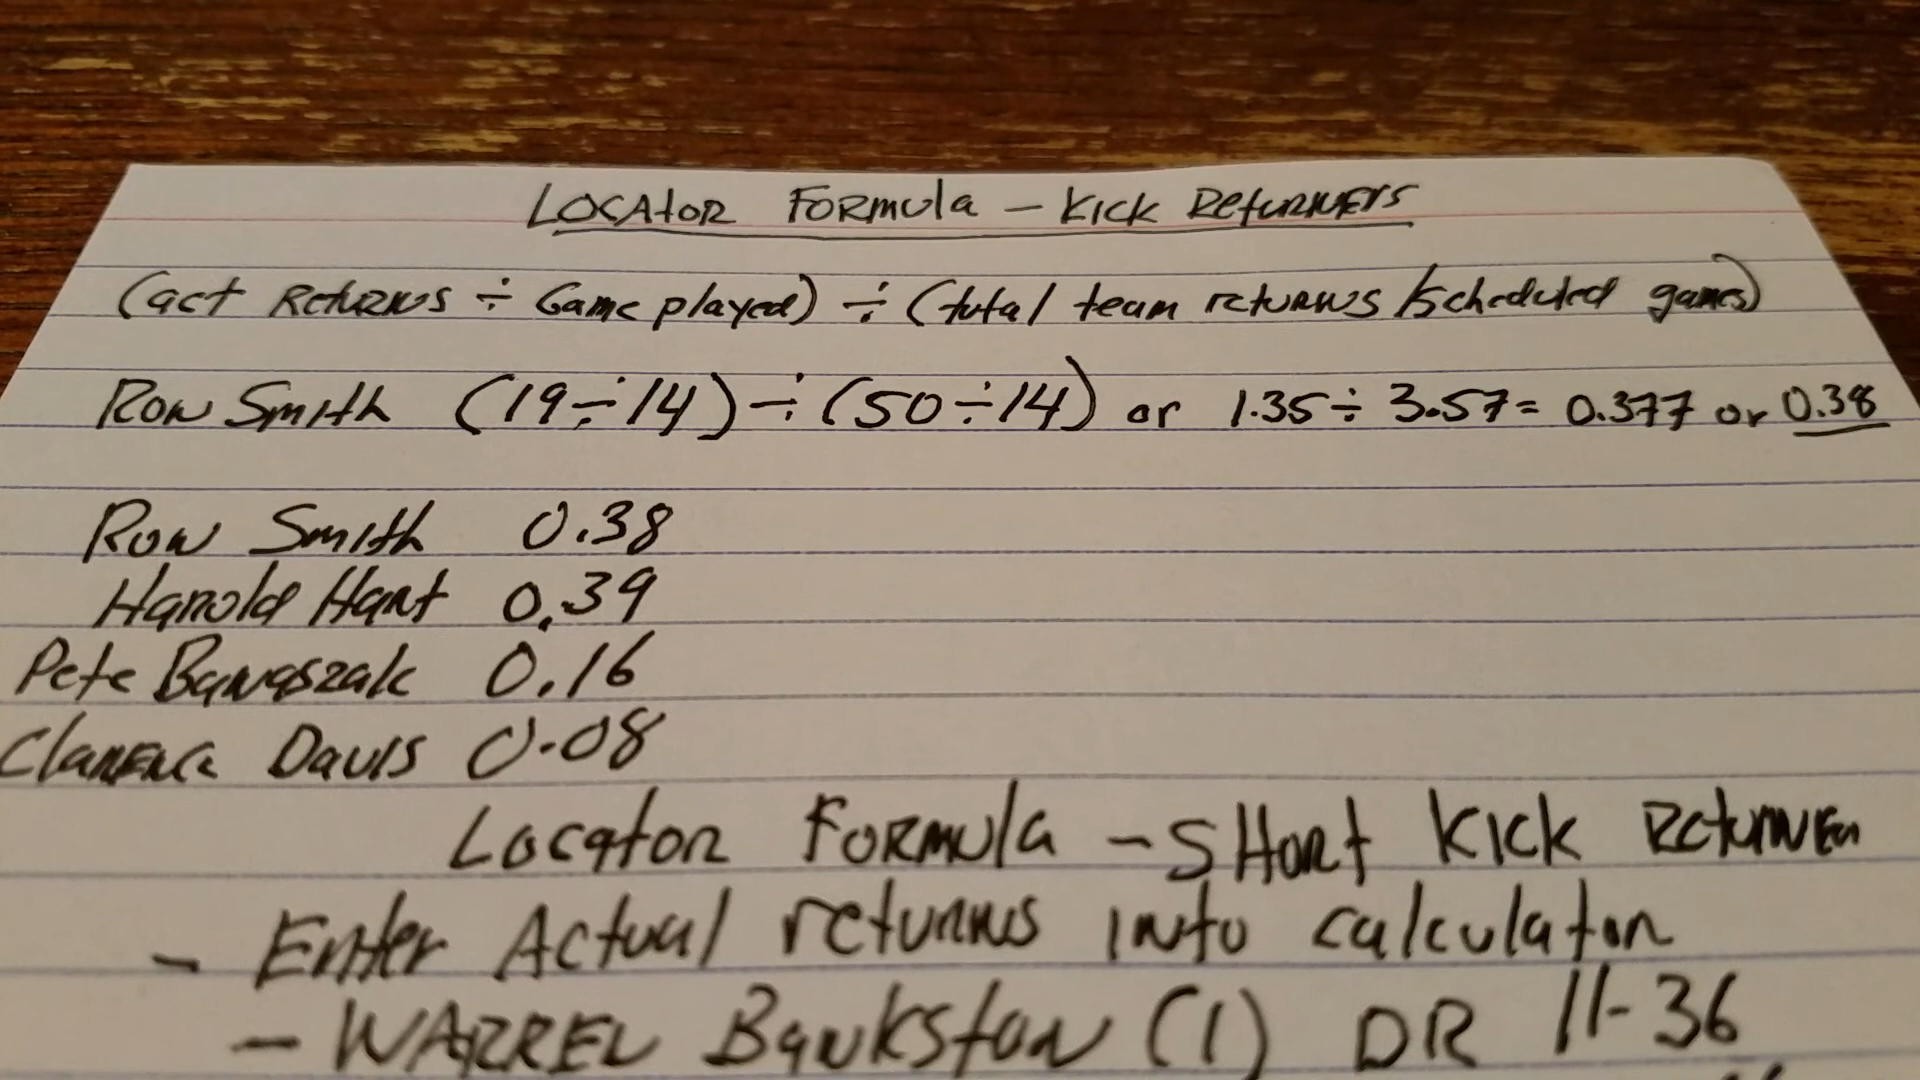 Locator Formula - Kick Returners
(act Returns ÷ Game played) ÷ (total team returns/scheduled games)
Ron Smith (19÷14) ÷ (50÷14) or 1.35 ÷ 3.57 = 0.377 or 0.38
Ron Smith 0.38
Harold Hart 0.39
Pete Banaszak 0.16
Clarence Davis 0.08
Locator Formula - SHort Kick Returner
- Enter Actual returns into calculator
- WARREL Bankston (1) DR 11-36